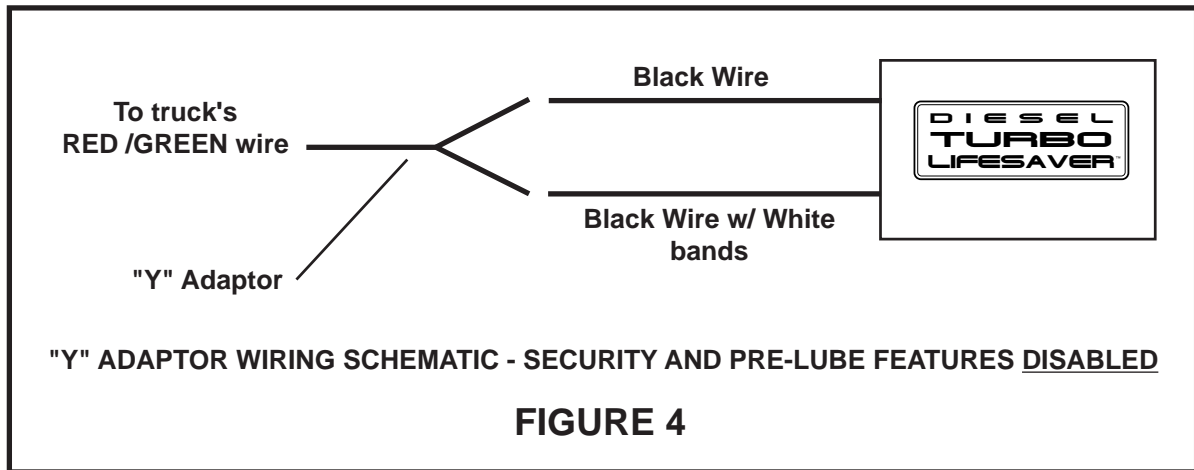 To truck's
RED /GREEN wire
Black Wire
DIESEL
TURBO
LIFESAVER™
Black Wire w/ White
bands
"Y" Adaptor
"Y" ADAPTOR WIRING SCHEMATIC - SECURITY AND PRE-LUBE FEATURES DISABLED
FIGURE 4